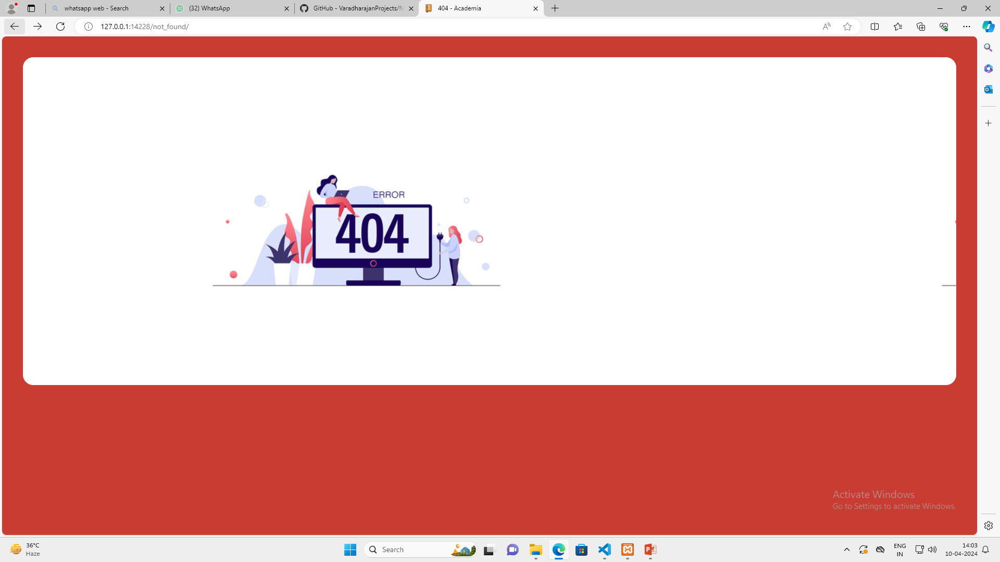 whatsapp web - Search
(32) WhatsApp
GitHub - VaradharajanProjects/N
404 - Academia
127.0.0.1:14228/not_found/
ERROR
404
Activate Windows
Go to Settings to activate Windows.
36°C
Haze
Search
ENG
IN
14:03
10-04-2024